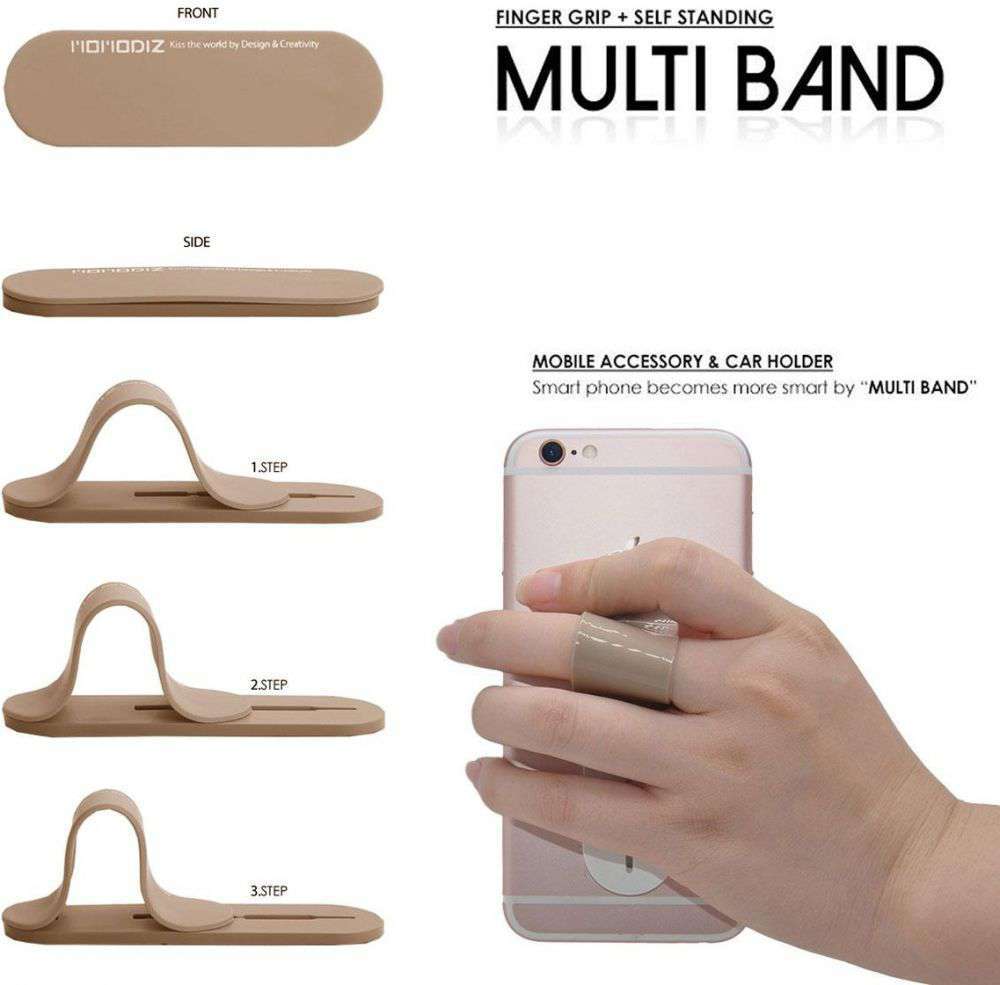 FRONT
MOMODIZ Kiss the world by Design & Creativity
SIDE
1.STEP
2.STEP
3.STEP
FINGER GRIP + SELF STANDING
MULTI BAND
MOBILE ACCESSORY & CAR HOLDER
Smart phone becomes more smart by “MULTI BAND”